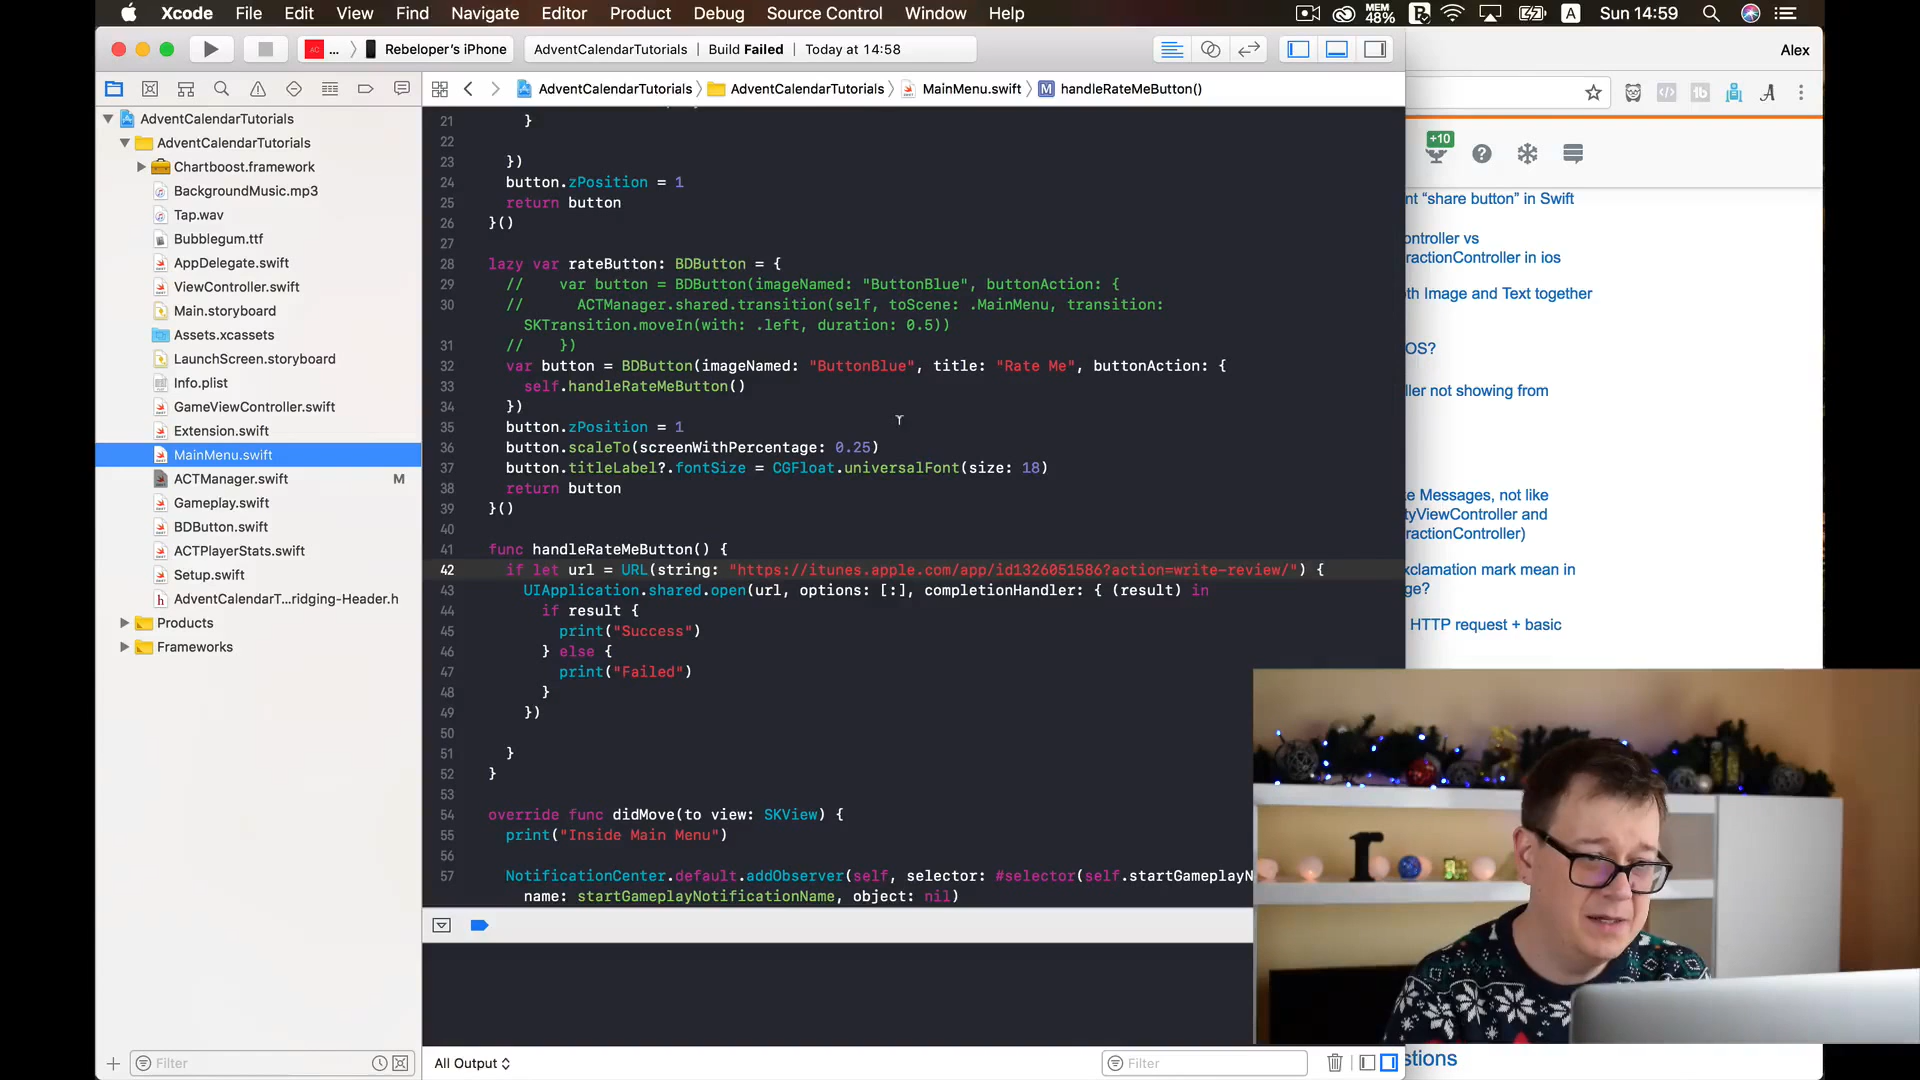 Xcode File Edit View Find Navigate Editor Product Debug Source Control Window Help MEM 48% A Sun 14:59
... Rebeloper's iPhone AdventCalendarTutorials | Build Failed | Today at 14:58
Alex
AdventCalendarTutorials AdventCalendarTutorials MainMenu.swift M handleRateMeButton()
AdventCalendarTutorials
AdventCalendarTutorials
Chartboost.framework
BackgroundMusic.mp3
Tap.wav
Bubblegum.ttf
AppDelegate.swift
ViewController.swift
Main.storyboard
Assets.xcassets
LaunchScreen.storyboard
Info.plist
GameViewController.swift
Extension.swift
MainMenu.swift
ACTManager.swift M
Gameplay.swift
BDButton.swift
ACTPlayerStats.swift
Setup.swift
AdventCalendarT...ridging-Header.h
Products
Frameworks
Filter
21 }
22
23 })
24 button.zPosition = 1
25 return button
26 }()
27
28 lazy var rateButton: BDButton = {
29 // var button = BDButton(imageNamed: "ButtonBlue", buttonAction: {
30 // ACTManager.shared.transition(self, toScene: .MainMenu, transition:
SKTransition.moveIn(with: .left, duration: 0.5))
31 // })
32 var button = BDButton(imageNamed: "ButtonBlue", title: "Rate Me", buttonAction: {
33 self.handleRateMeButton()
34 })
35 button.zPosition = 1
36 button.scaleTo(screenWithPercentage: 0.25)
37 button.titleLabel?.fontSize = CGFloat.universalFont(size: 18)
38 return button
39 }()
40
41 func handleRateMeButton() {
42 if let url = URL(string: "https://itunes.apple.com/app/id1326051586?action=write-review/") {
43 UIApplication.shared.open(url, options: [:], completionHandler: { (result) in
44 if result {
45 print("Success")
46 } else {
47 print("Failed")
48 }
49 })
50
51 }
52 }
53
54 override func didMove(to view: SKView) {
55 print("Inside Main Menu")
56
57 NotificationCenter.default.addObserver(self, selector: #selector(self.startGameplayN
name: startGameplayNotificationName, object: nil)
All Output
Filter
+10
nt "share button" in Swift
ontroller vs
ractionController in ios
th Image and Text together
OS?
ler not showing from
e Messages, not like
tyViewController and
ractionController)
xclamation mark mean in
ge?
HTTP request + basic
stions